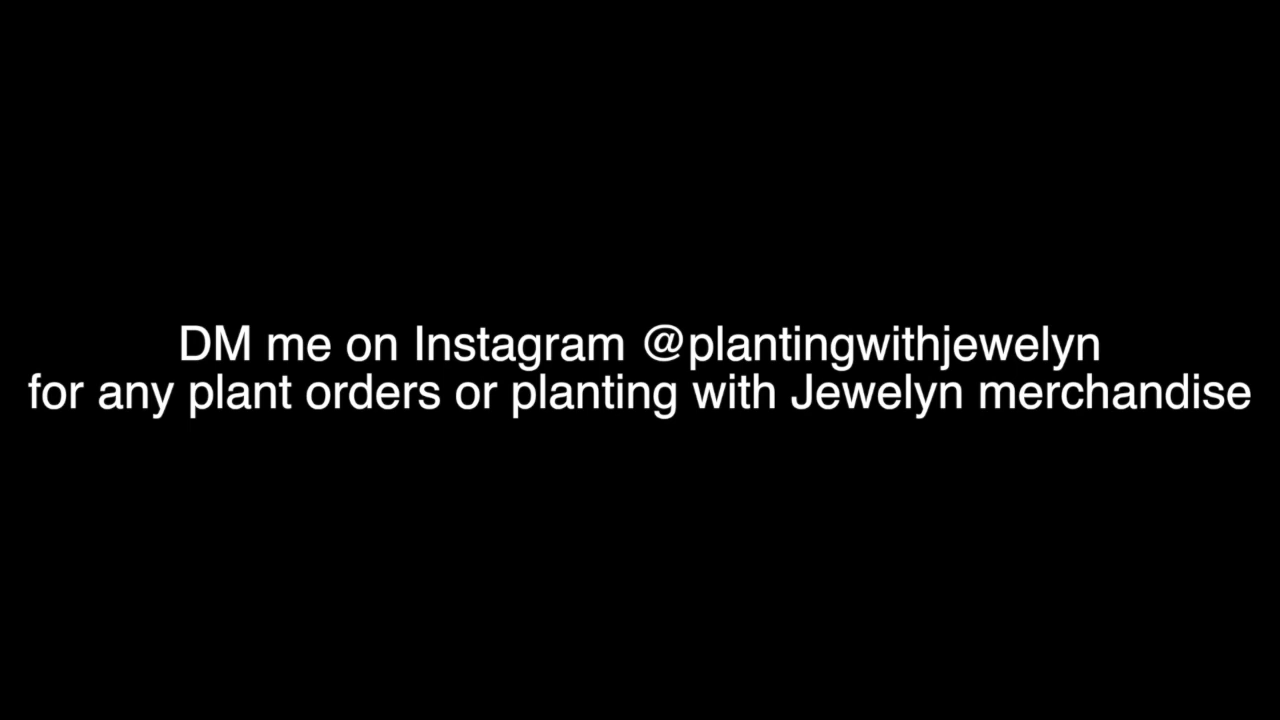 DM me on Instagram @plantingwithjewelyn
for any plant orders or planting with Jewelyn merchandise